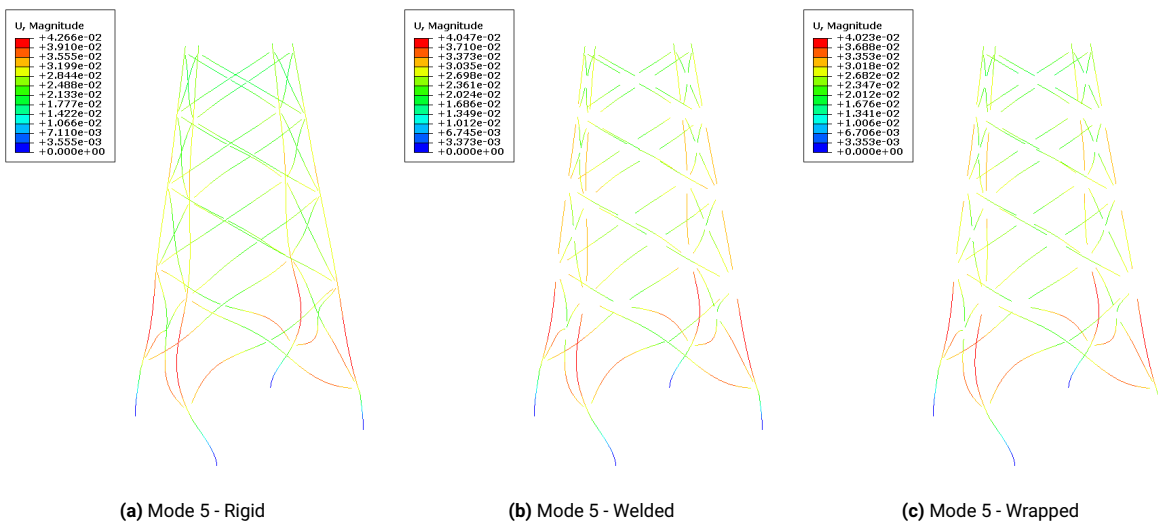 U, Magnitude
+4.266e-02
+3.910e-02
+3.555e-02
+3.199e-02
+2.844e-02
+2.488e-02
+2.133e-02
+1.777e-02
+1.422e-02
+1.066e-02
+7.110e-03
+3.555e-03
+0.000e+00
U, Magnitude
+4.047e-02
+3.710e-02
+3.373e-02
+3.035e-02
+2.698e-02
+2.361e-02
+2.024e-02
+1.686e-02
+1.349e-02
+1.012e-02
+6.745e-03
+3.373e-03
+0.000e+00
U, Magnitude
+4.023e-02
+3.688e-02
+3.353e-02
+3.018e-02
+2.682e-02
+2.347e-02
+2.012e-02
+1.676e-02
+1.341e-02
+1.006e-02
+6.706e-03
+3.353e-03
+0.000e+00
(a) Mode 5 - Rigid
(b) Mode 5 - Welded
(c) Mode 5 - Wrapped